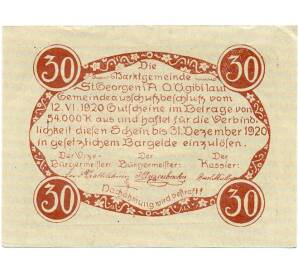 30 Die 30
Marktgemeinde
St. Georgen A. O. Ö. gibt laut
Gemeindeausschußbeschluß vom
12. VI. 1920 Gutscheine im Betrage von
54.000 K aus und haftet für die Verbind-
lichkeit diesen Schein bis 31. Dezember 1920
in gesetzlichem Bargelde einzulösen.
Der Vize- Der Der
Bürgermeister: Bürgermeister: Kassier:
Nachahmung wird bestraft!
30 30